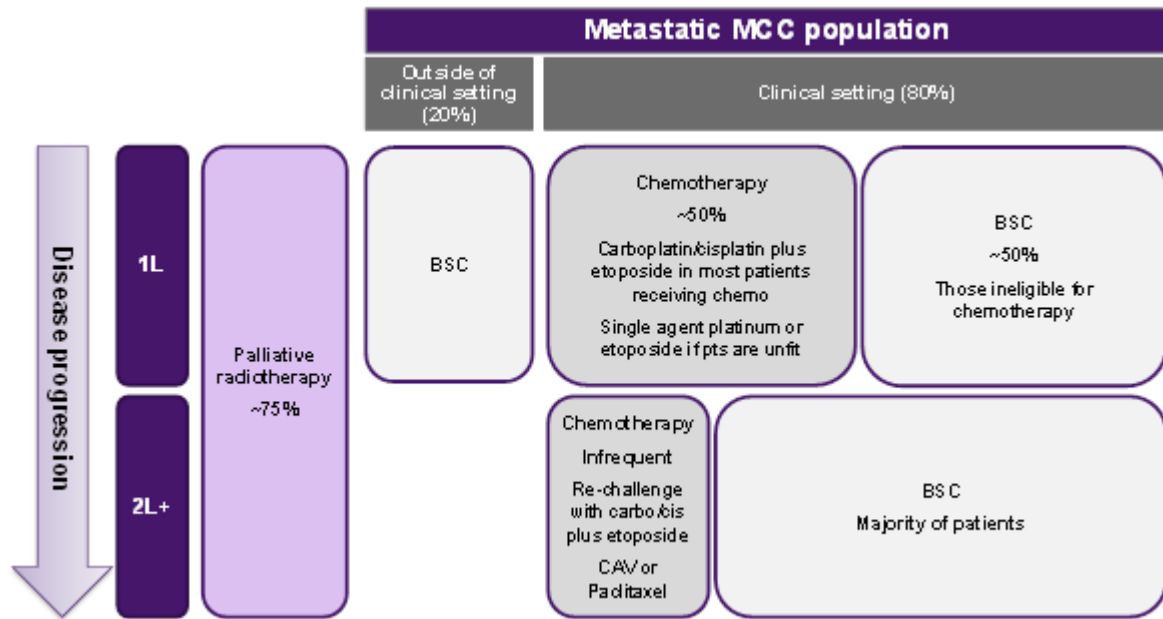 Metastatic MCC population
Outside of
clinical setting
(20%)
Clinical setting (80%)
Disease progression
1L
Palliative
radiotherapy
~75%
BSC
Chemotherapy
~50%
Carboplatin/cisplatin plus
etoposide in most patients
receiving chemo
Single agent platinum or
etoposide if pts are unfit
BSC
~50%
Those ineligible for
chemotherapy
2L+
Chemotherapy
Infrequent
Re-challenge
with carbo/cis
plus etoposide
CAV or
Paclitaxel
BSC
Majority of patients